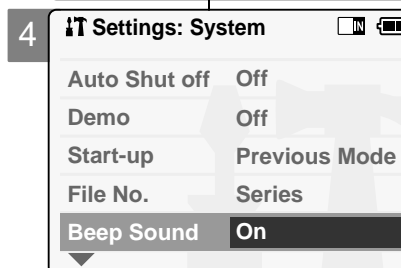 4
Settings: System
IN
Auto Shut off Off
Demo Off
Start-up Previous Mode
File No. Series
Beep Sound On